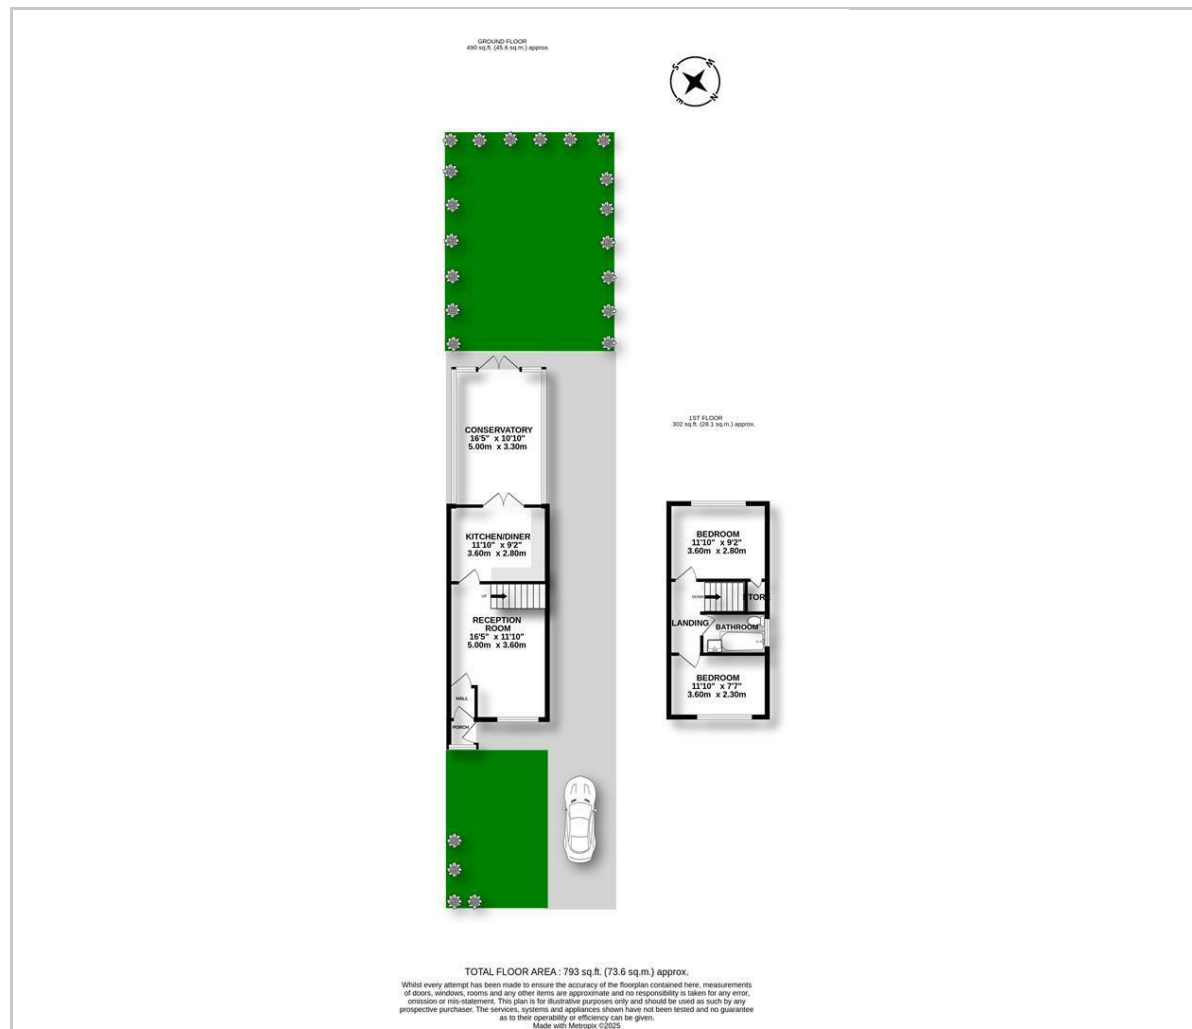 GROUND FLOOR
490 sq.ft. (45.6 sq.m.) approx.
S
W
N
E
CONSERVATORY
16'5" x 10'10"
5.00m x 3.30m
1ST FLOOR
302 sq.ft. (28.1 sq.m.) approx.
KITCHEN/DINER
11'10" x 9'2"
3.60m x 2.80m
BEDROOM
11'10" x 9'2"
3.60m x 2.80m
UP
DOWN
STORE
RECEPTION
ROOM
16'5" x 11'10"
5.00m x 3.60m
LANDING
BATHROOM
BEDROOM
11'10" x 7'7"
3.60m x 2.30m
HALL
PORCH
TOTAL FLOOR AREA : 793 sq.ft. (73.6 sq.m.) approx.
Whilst every attempt has been made to ensure the accuracy of the floorplan contained here, measurements
of doors, windows, rooms and any other items are approximate and no responsibility is taken for any error,
omission or mis-statement. This plan is for illustrative purposes only and should be used as such by any
prospective purchaser. The services, systems and appliances shown have not been tested and no guarantee
as to their operability or efficiency can be given.
Made with Metropix ©2025